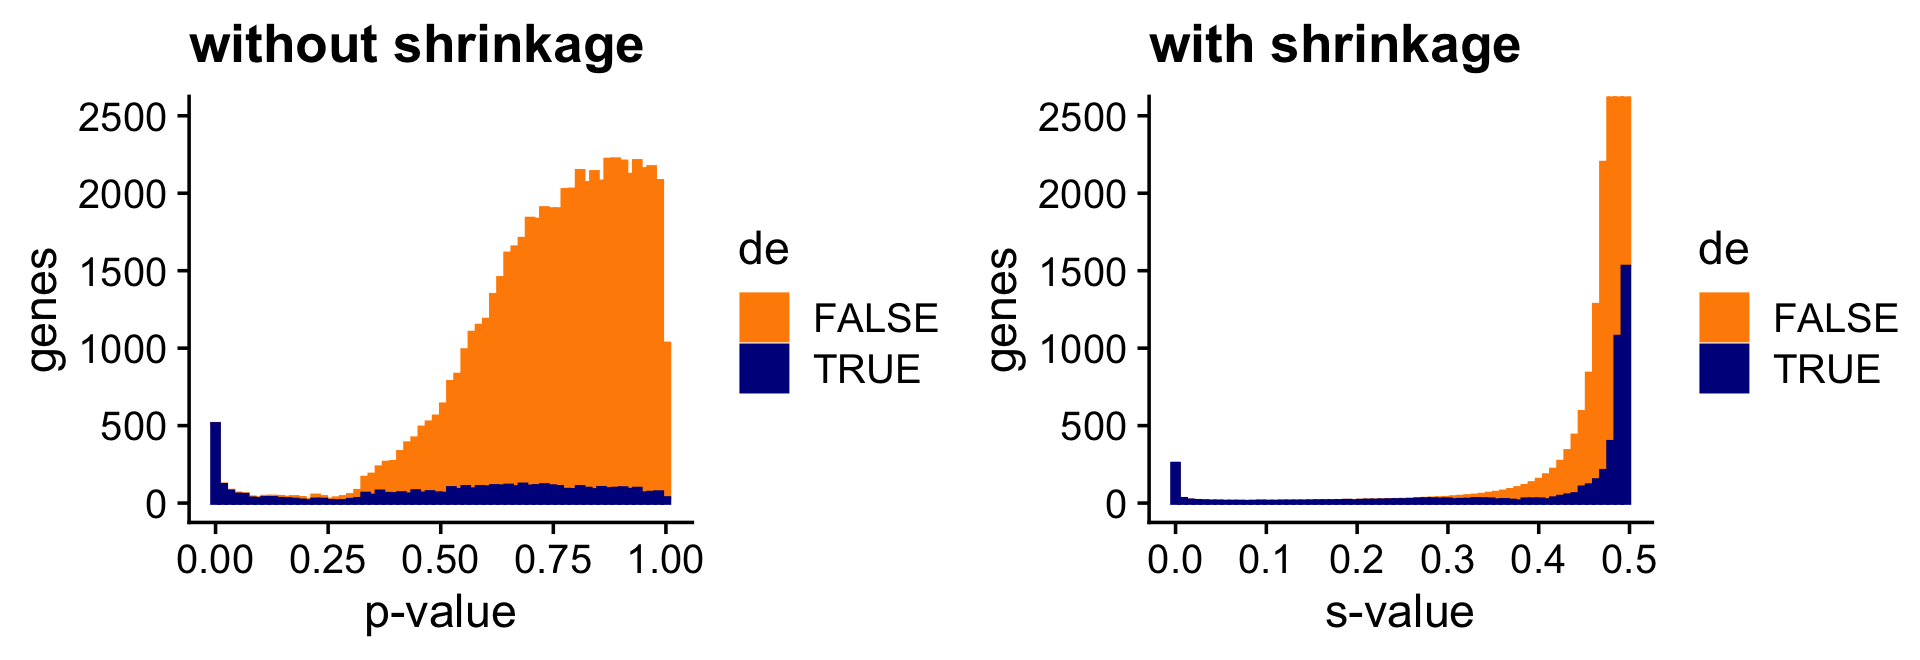 without shrinkage
2500
2000
1500
1000
500
0
genes
0.00 0.25 0.50 0.75 1.00
p-value
de
FALSE
TRUE
with shrinkage
2500
2000
1500
1000
500
0
genes
0.0 0.1 0.2 0.3 0.4 0.5
s-value
de
FALSE
TRUE